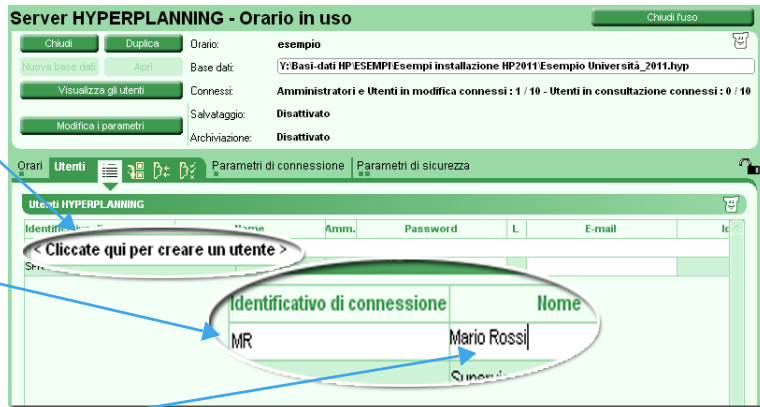 Server HYPERPLANNING - Orario in uso
Chiudi l'uso
Chiudi Duplica Orario: esempio
Nuova base dati Apri Base dati: Y:\Basi-dati HP\ESEMPI\Esempi installazione HP2011\Esempio Università_2011.hyp
Visualizza gli utenti Connessi: Amministratori e Utenti in modifica connessi : 1 / 10 - Utenti in consultazione connessi : 0 / 10
Salvataggio: Disattivato
Modifica i parametri
Archiviazione: Disattivato
Orari Utenti Parametri di connessione Parametri di sicurezza
Utenti HYPERPLANNING
Nome Amm. Password L E-mail
< Cliccate qui per creare un utente >
Identificativo di connessione Nome
MR Mario Rossi